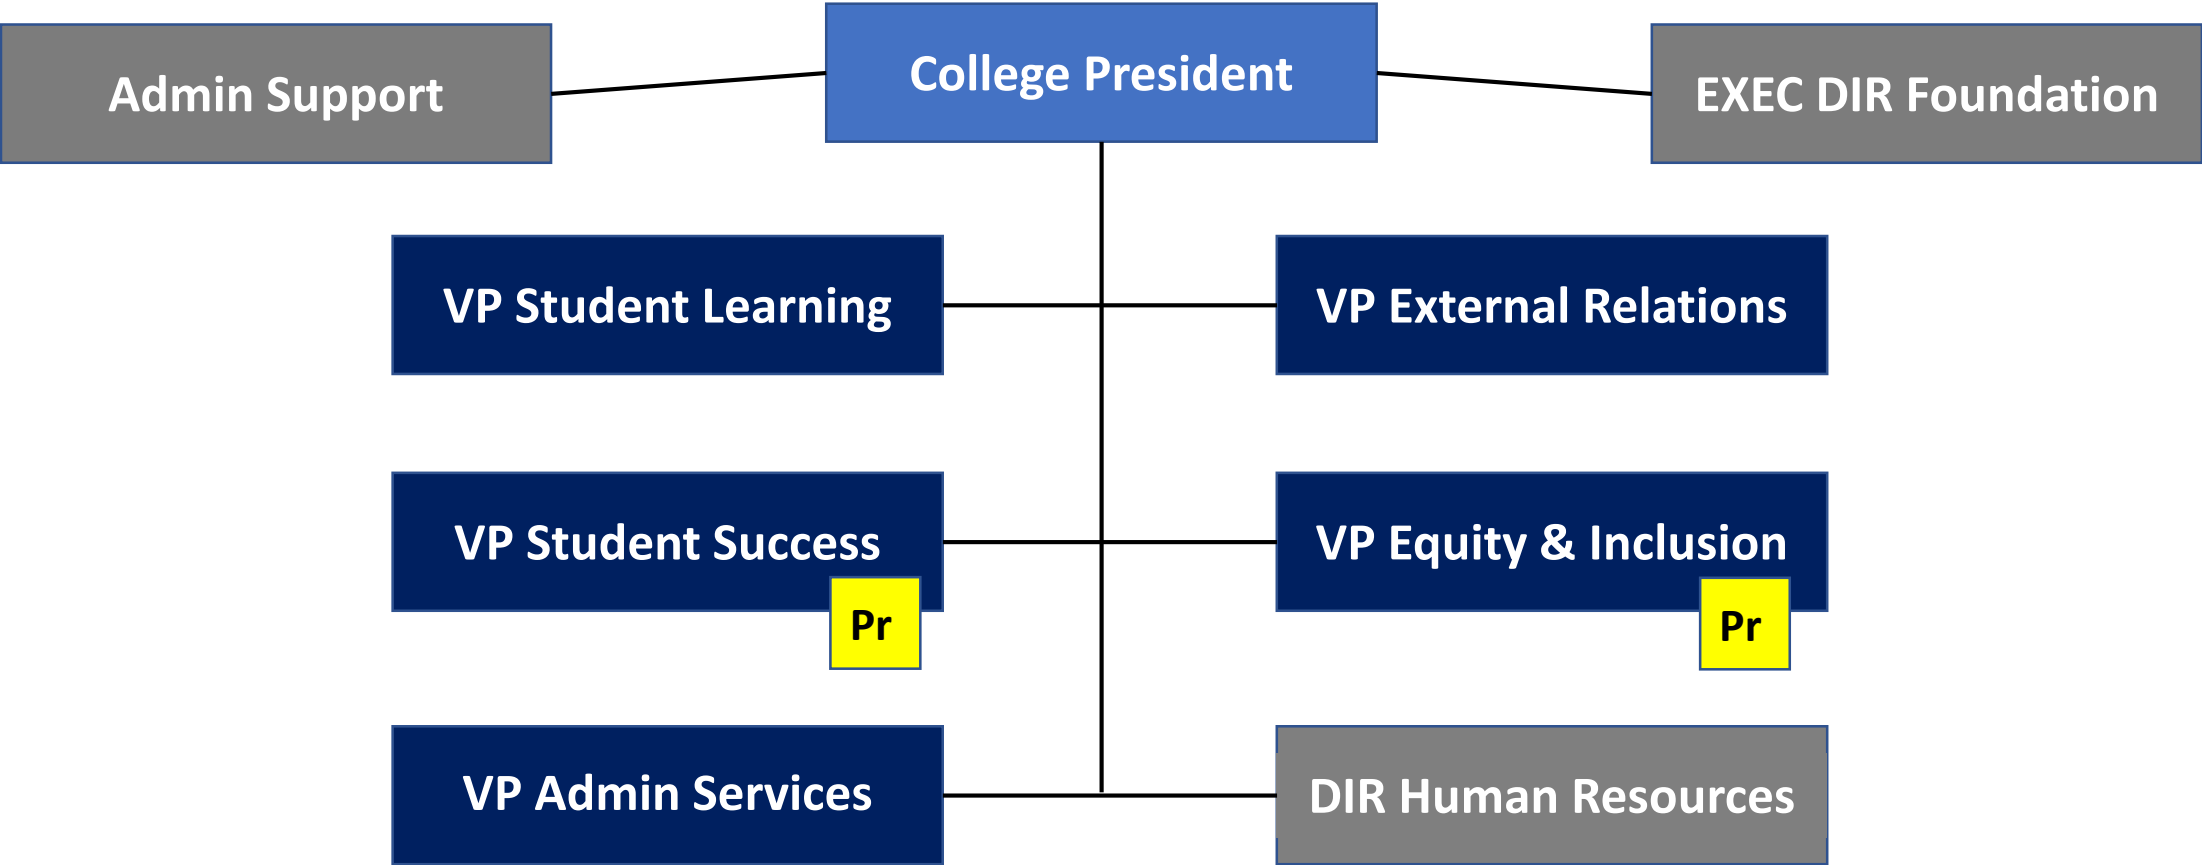 Admin Support
College President
EXEC DIR Foundation
VP Student Learning
VP External Relations
VP Student Success
Pr
VP Equity & Inclusion
Pr
VP Admin Services
DIR Human Resources